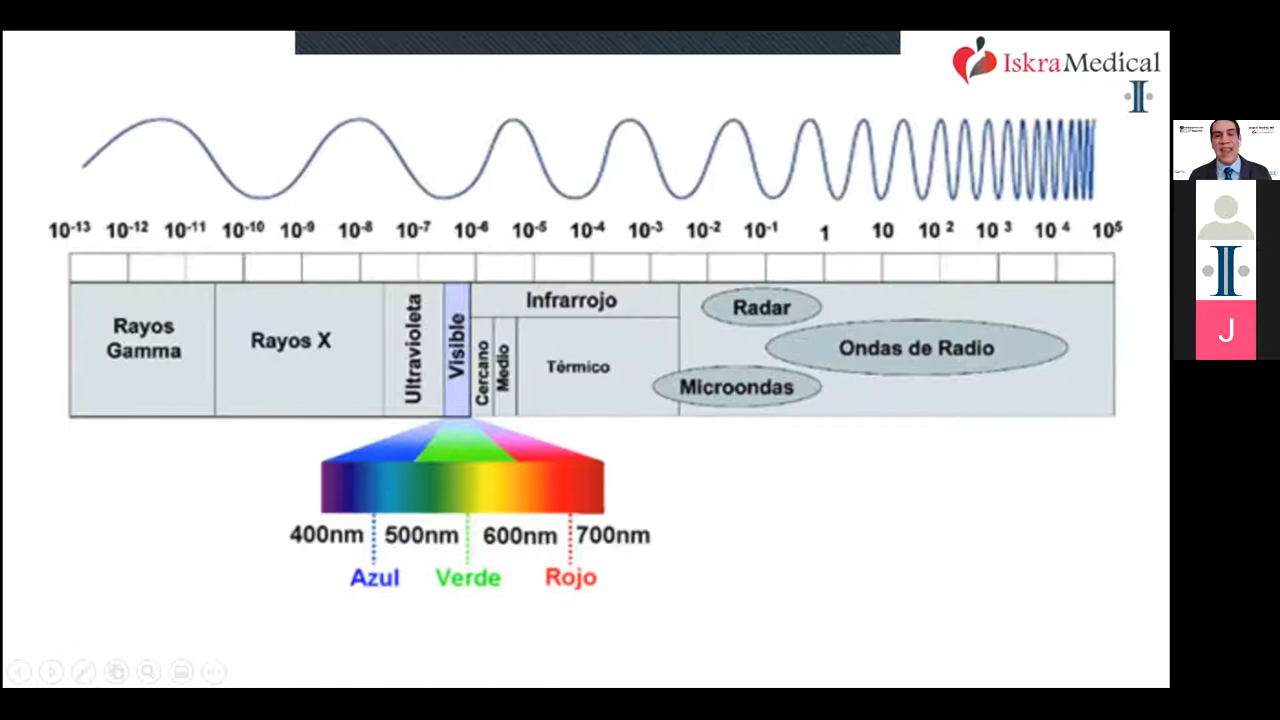 IskraMedical
10-13 10-12 10-11 10-10 10-9 10-8 10-7 10-6 10-5 10-4 10-3 10-2 10-1 1 10 10 2 10 3 10 4 105
Rayos
Gamma
Rayos X
Ultravioleta
Visible
Infrarrojo
Cercano
Medio
Térmico
Radar
Ondas de Radio
Microondas
400nm 500nm 600nm 700nm
Azul Verde Rojo
J